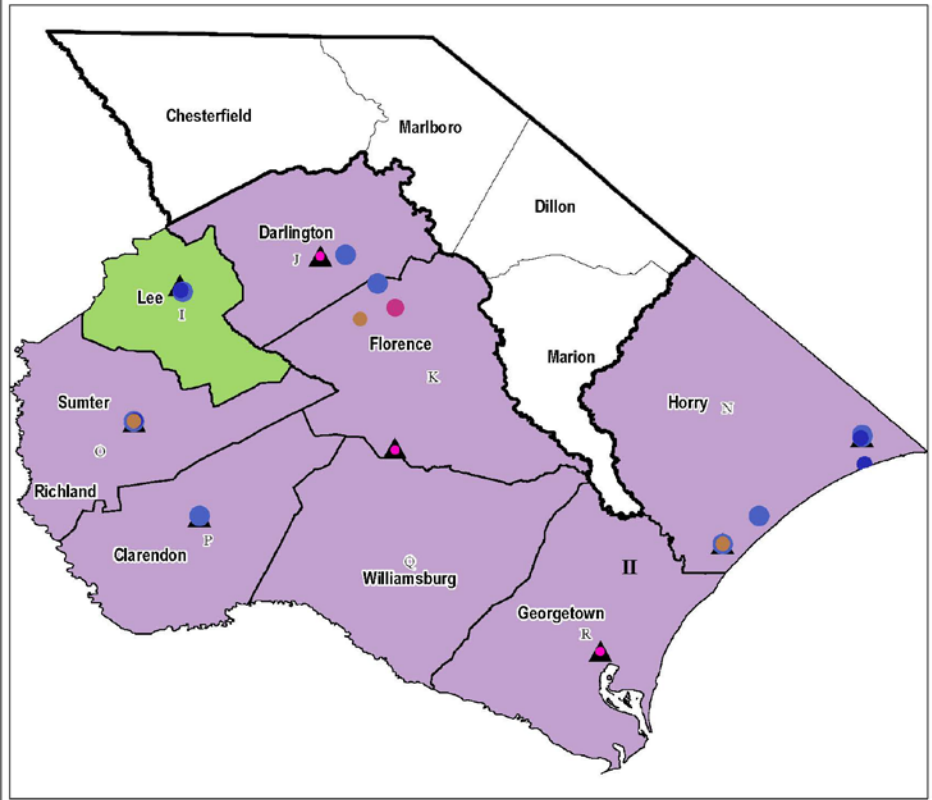 Chesterfield
Marlboro
Dillon
Darlington
J
Lee
I
Florence
K
Marion
Sumter
O
Horry N
Richland
Clarendon
P
Q
Williamsburg
II
Georgetown
R